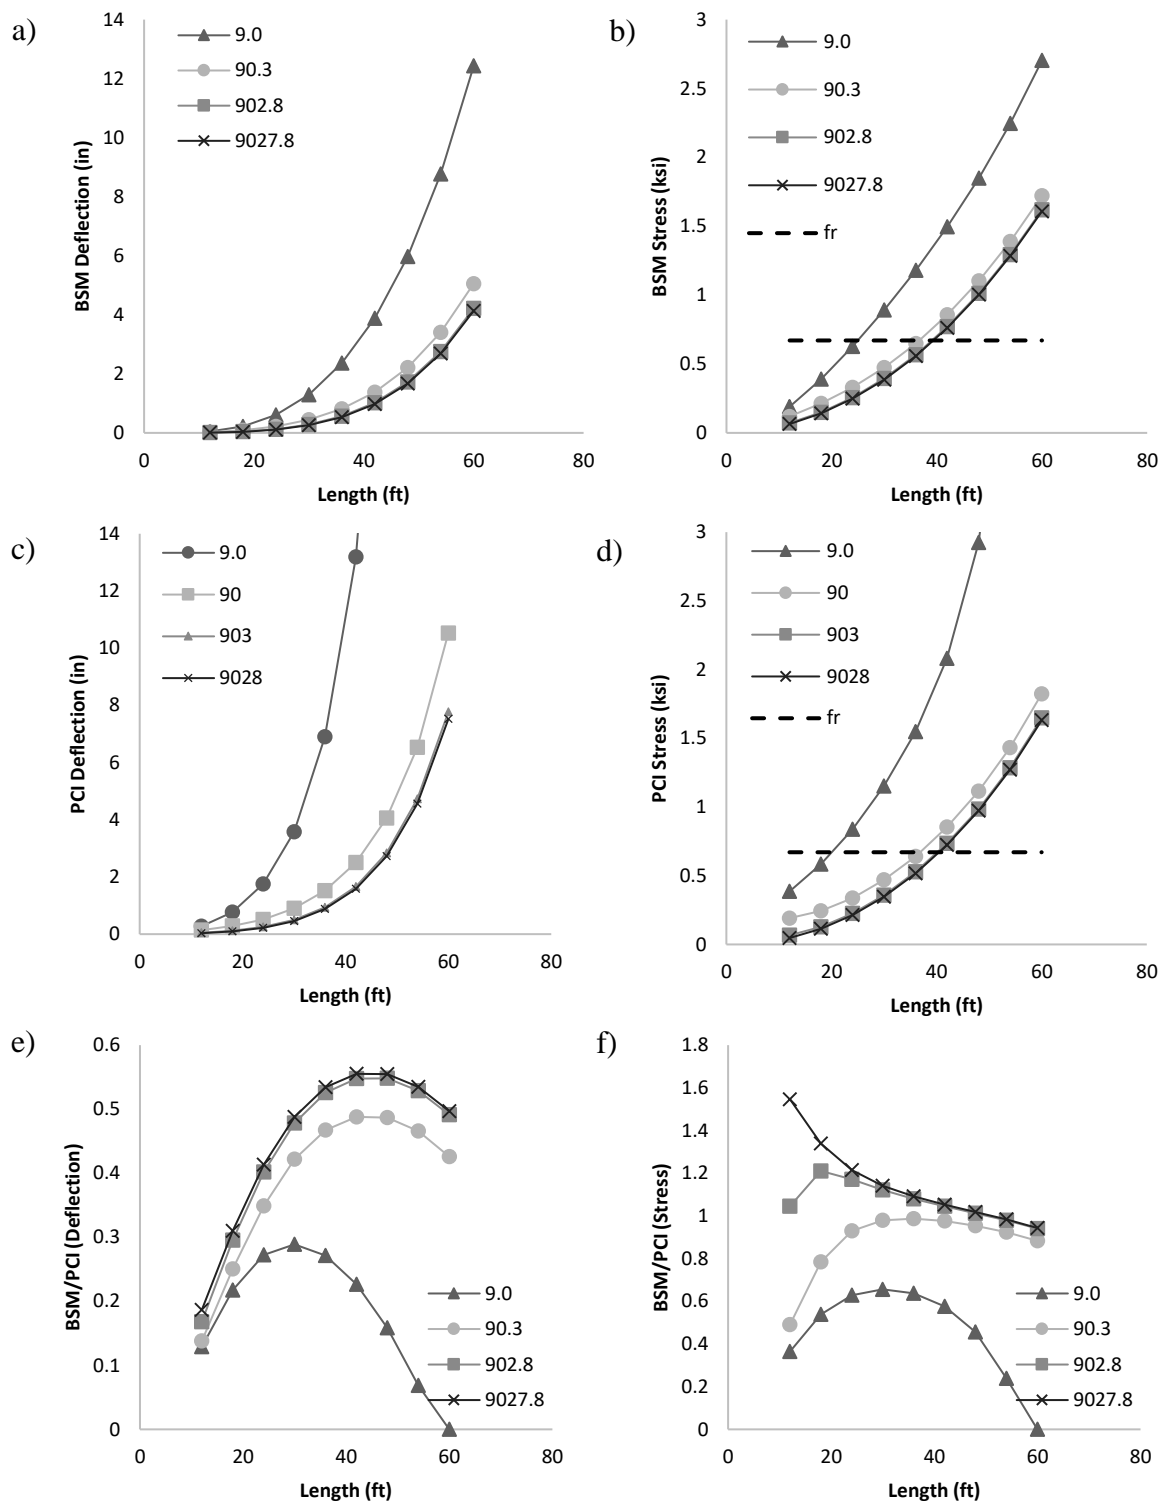 a)
BSM Deflection (in)
14
12
10
8
6
4
2
0
0 20 40 60 80
Length (ft)
9.0
90.3
902.8
9027.8
b)
BSM Stress (ksi)
3
2.5
2
1.5
1
0.5
0
0 20 40 60 80
Length (ft)
9.0
90.3
902.8
9027.8
fr
c)
PCI Deflection (in)
14
12
10
8
6
4
2
0
0 20 40 60 80
Length (ft)
9.0
90
903
9028
d)
PCI Stress (ksi)
3
2.5
2
1.5
1
0.5
0
0 20 40 60 80
Length (ft)
9.0
90
903
9028
fr
e)
BSM/PCI (Deflection)
0.6
0.5
0.4
0.3
0.2
0.1
0
0 20 40 60 80
Length (ft)
9.0
90.3
902.8
9027.8
f)
BSM/PCI (Stress)
1.8
1.6
1.4
1.2
1
0.8
0.6
0.4
0.2
0
0 20 40 60 80
Length (ft)
9.0
90.3
902.8
9027.8